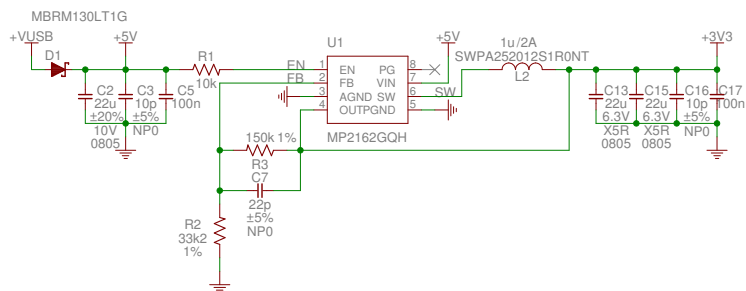 MBRM130LT1G
+VUSB
D1
+5V
C2
22u
±20%
10V
0805
C3
10p
±5%
NP0
C5
100n
R1
10k
EN
FB
U1
1
2
3
4
EN
FB
AGND
OUT
PG
VIN
SW
PGND
8
7
6
5
MP2162GQH
+5V
SW
1u/2A
SWPA252012S1R0NT
L2
150k 1%
R3
C7
22p
±5%
NP0
R2
33k2
1%
+3V3
C13
22u
6.3V
X5R
0805
C15
22u
6.3V
X5R
0805
C16
10p
±5%
NP0
C17
100n